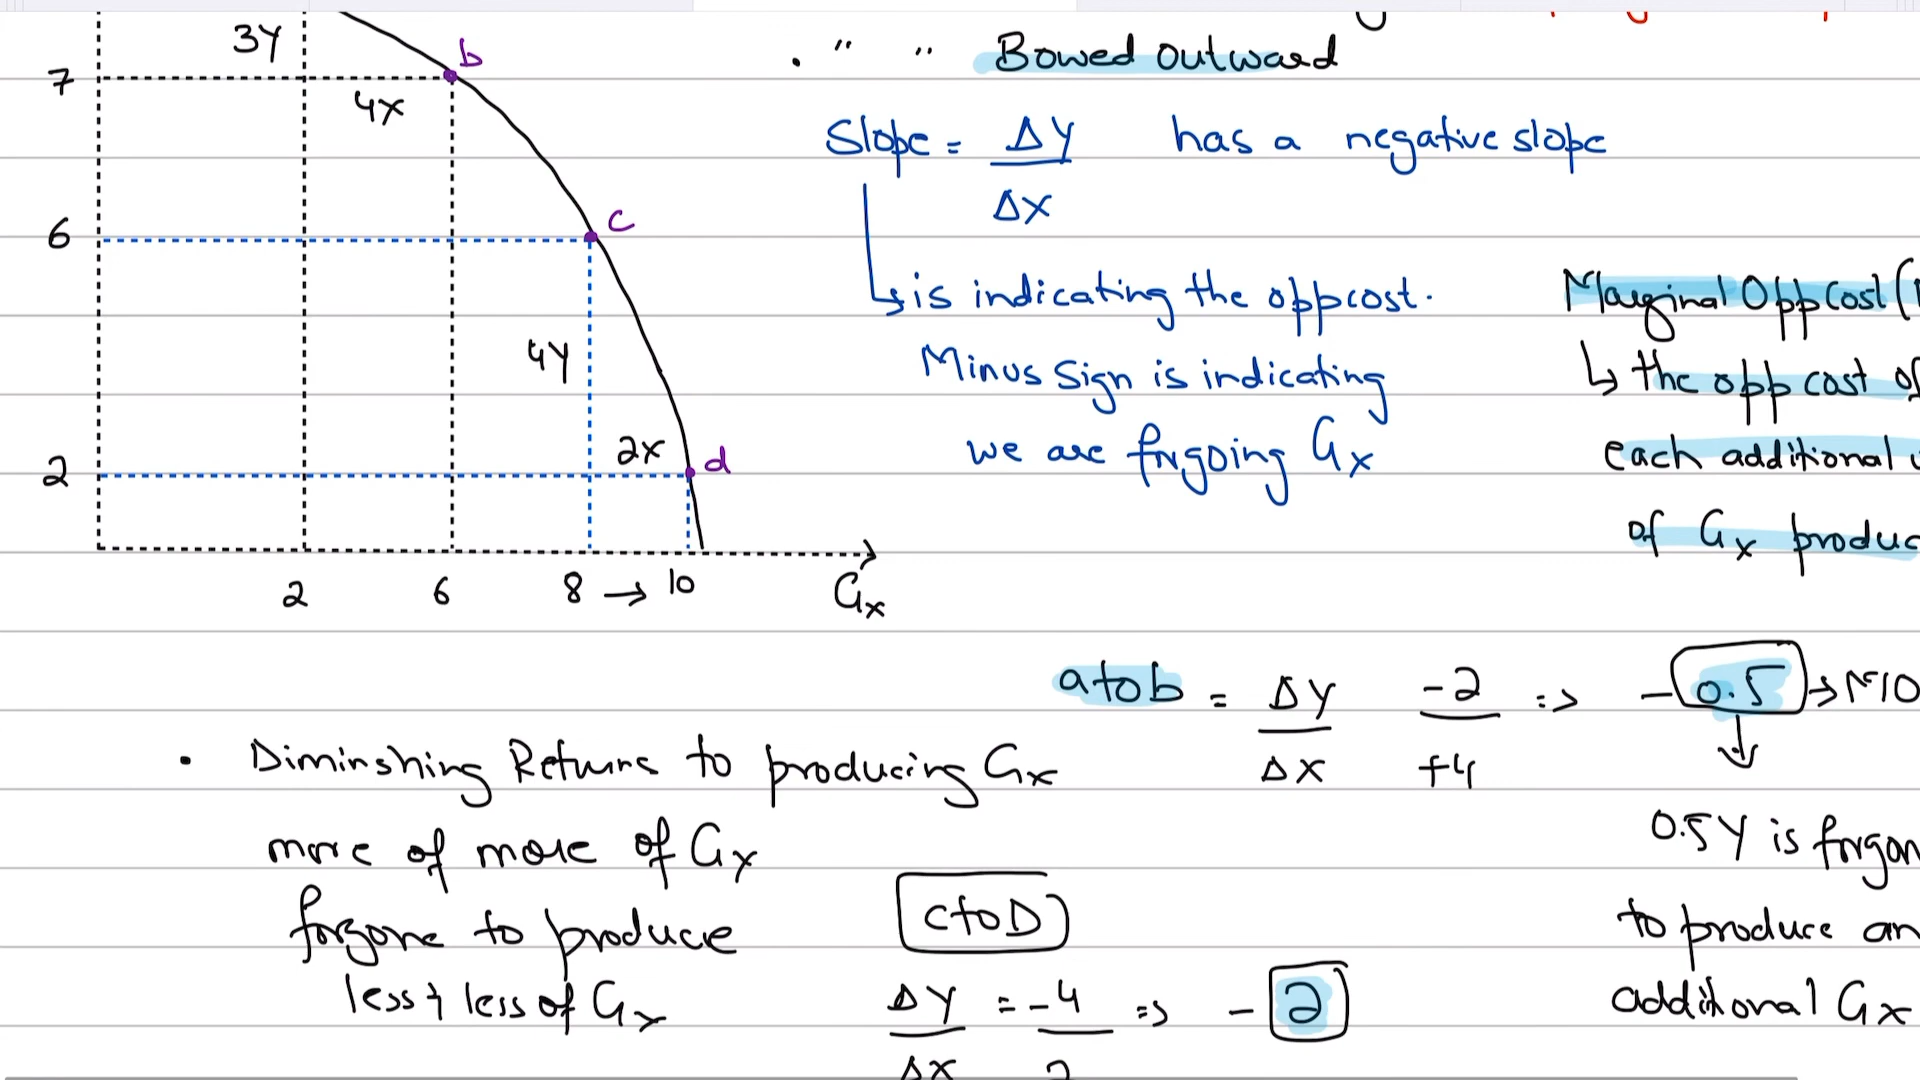 3Y
b
7
4x
6
c
4Y
2x
2
d
2 6 8 → 10 Gx
. " " Bowed Outward
Slope = ΔY has a negative slope
ΔX
↳ is indicating the opp cost.
Minus Sign is indicating
we are forgoing Gx
Marginal Opp Cost (
↳ the opp cost of
each additional
of Gx produc
a to b = ΔY -2 => - 0.5 →
ΔX +4
0.5Y is forgon
to produce an
additional Gx
• Diminshing Returns to producing Gx
more of more of Gx
forgone to produce
less & less of Gx
C to D
ΔY = -4 => - 2
ΔX 2